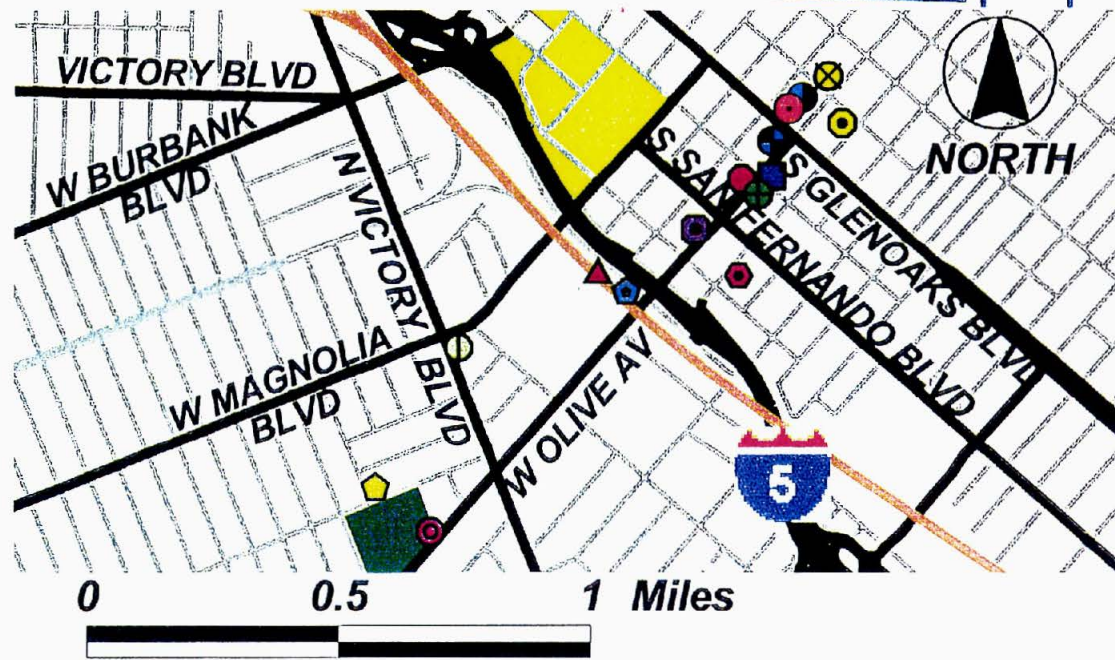 VICTORY BLVD
W BURBANK
BLVD
N VICTORY BLVD
W MAGNOLIA
BLVD
W OLIVE AV
S SAN FERNANDO BLVD
S GLENOAKS BLVD
NORTH
5
0 0.5 1 Miles